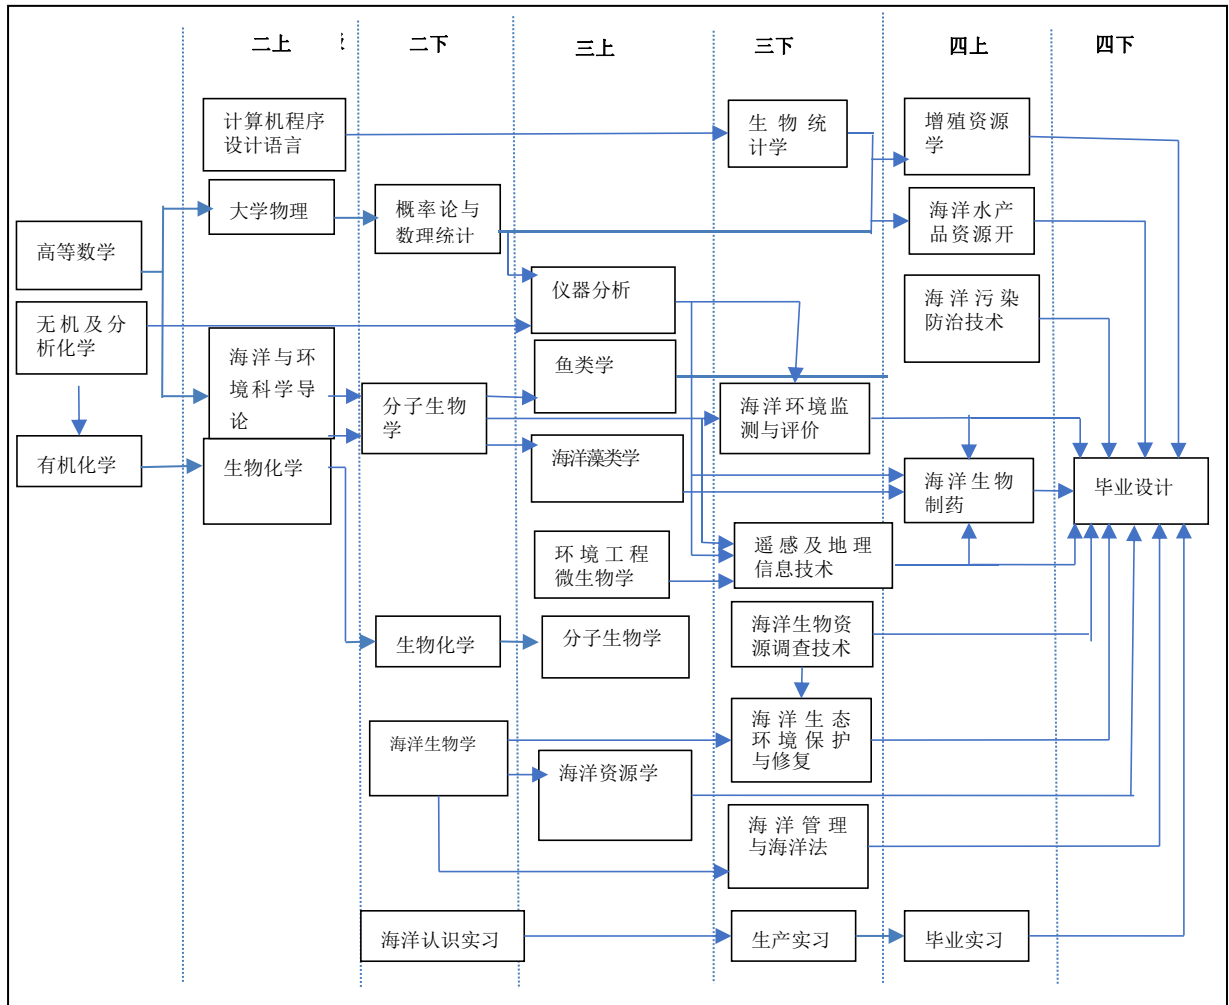 二上
二下
三上
三下
四上
四下
计算机程序
设计语言
生物统
计学
增殖资源
学
大学物理
概率论与
数理统计
海洋水产
品资源开
高等数学
仪器分析
海洋污染
防治技术
无机及分
析化学
海洋与环
境科学导
论
鱼类学
分子生物
学
海洋环境监
测与评价
有机化学
生物化学
海洋藻类学
海洋生物
制药
毕业设计
环境工程
微生物学
遥感及地理
信息技术
生物化学
分子生物学
海洋生物资
源调查技术
海洋生物学
海洋资源学
海洋生态
环境保护
与修复
海洋管理
与海洋法
海洋认识实习
生产实习
毕业实习